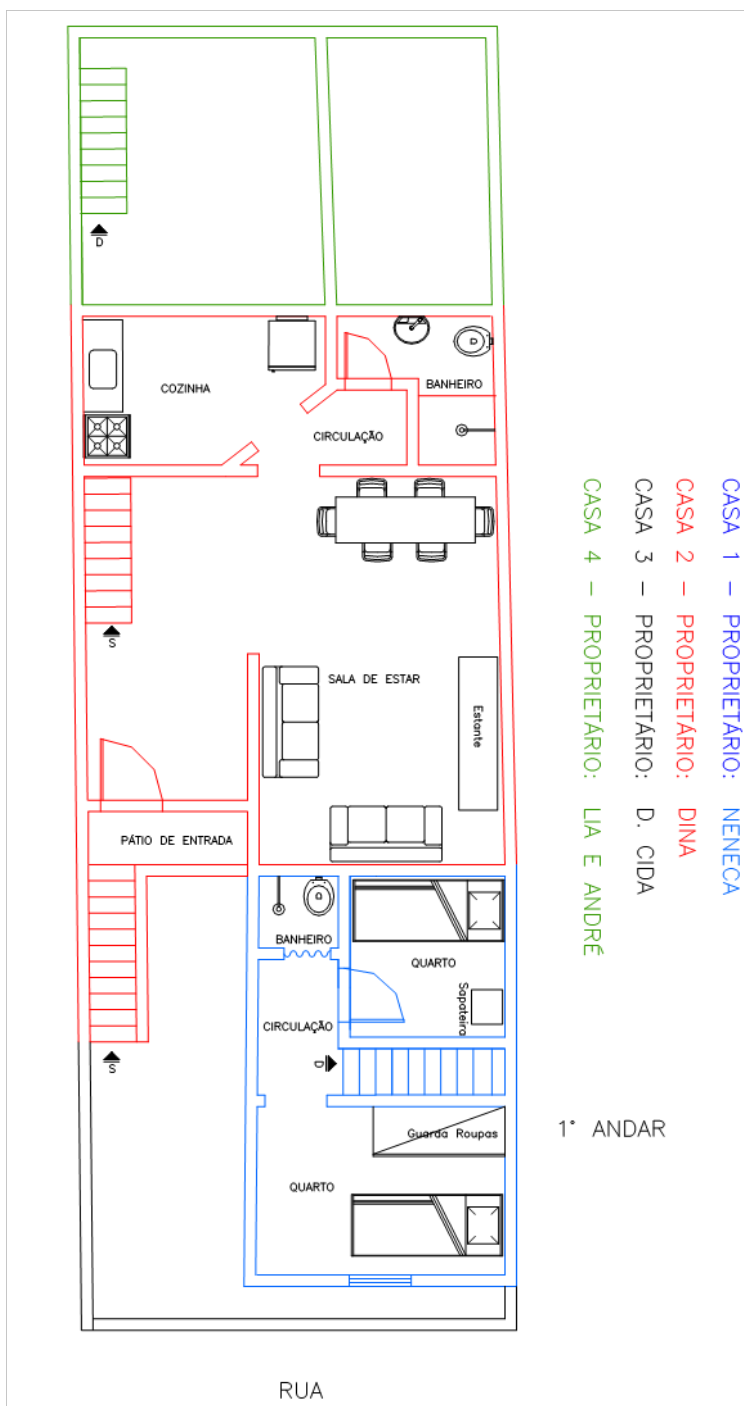 D
COZINHA
BANHEIRO
CIRCULAÇÃO
S
SALA DE ESTAR
Estante
PÁTIO DE ENTRADA
BANHEIRO
QUARTO
Sapateira
CIRCULAÇÃO
D
S
Guarda Roupas
QUARTO
CASA 1 – PROPRIETÁRIO: NENECA
CASA 2 – PROPRIETÁRIO: DINA
CASA 3 – PROPRIETÁRIO: D. CIDA
CASA 4 – PROPRIETÁRIO: LIA E ANDRÉ
1° ANDAR
RUA